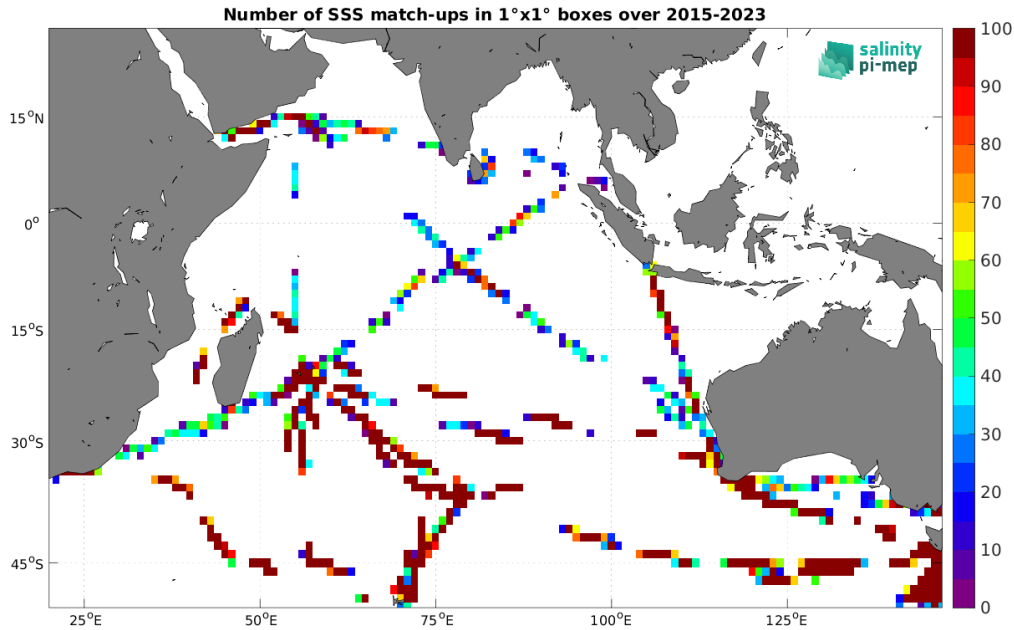 Number of SSS match-ups in 1°x1° boxes over 2015-2023
salinity
pi-mep
15°N
0°
15°S
30°S
45°S
25°E
50°E
75°E
100°E
125°E
100
90
80
70
60
50
40
30
20
10
0